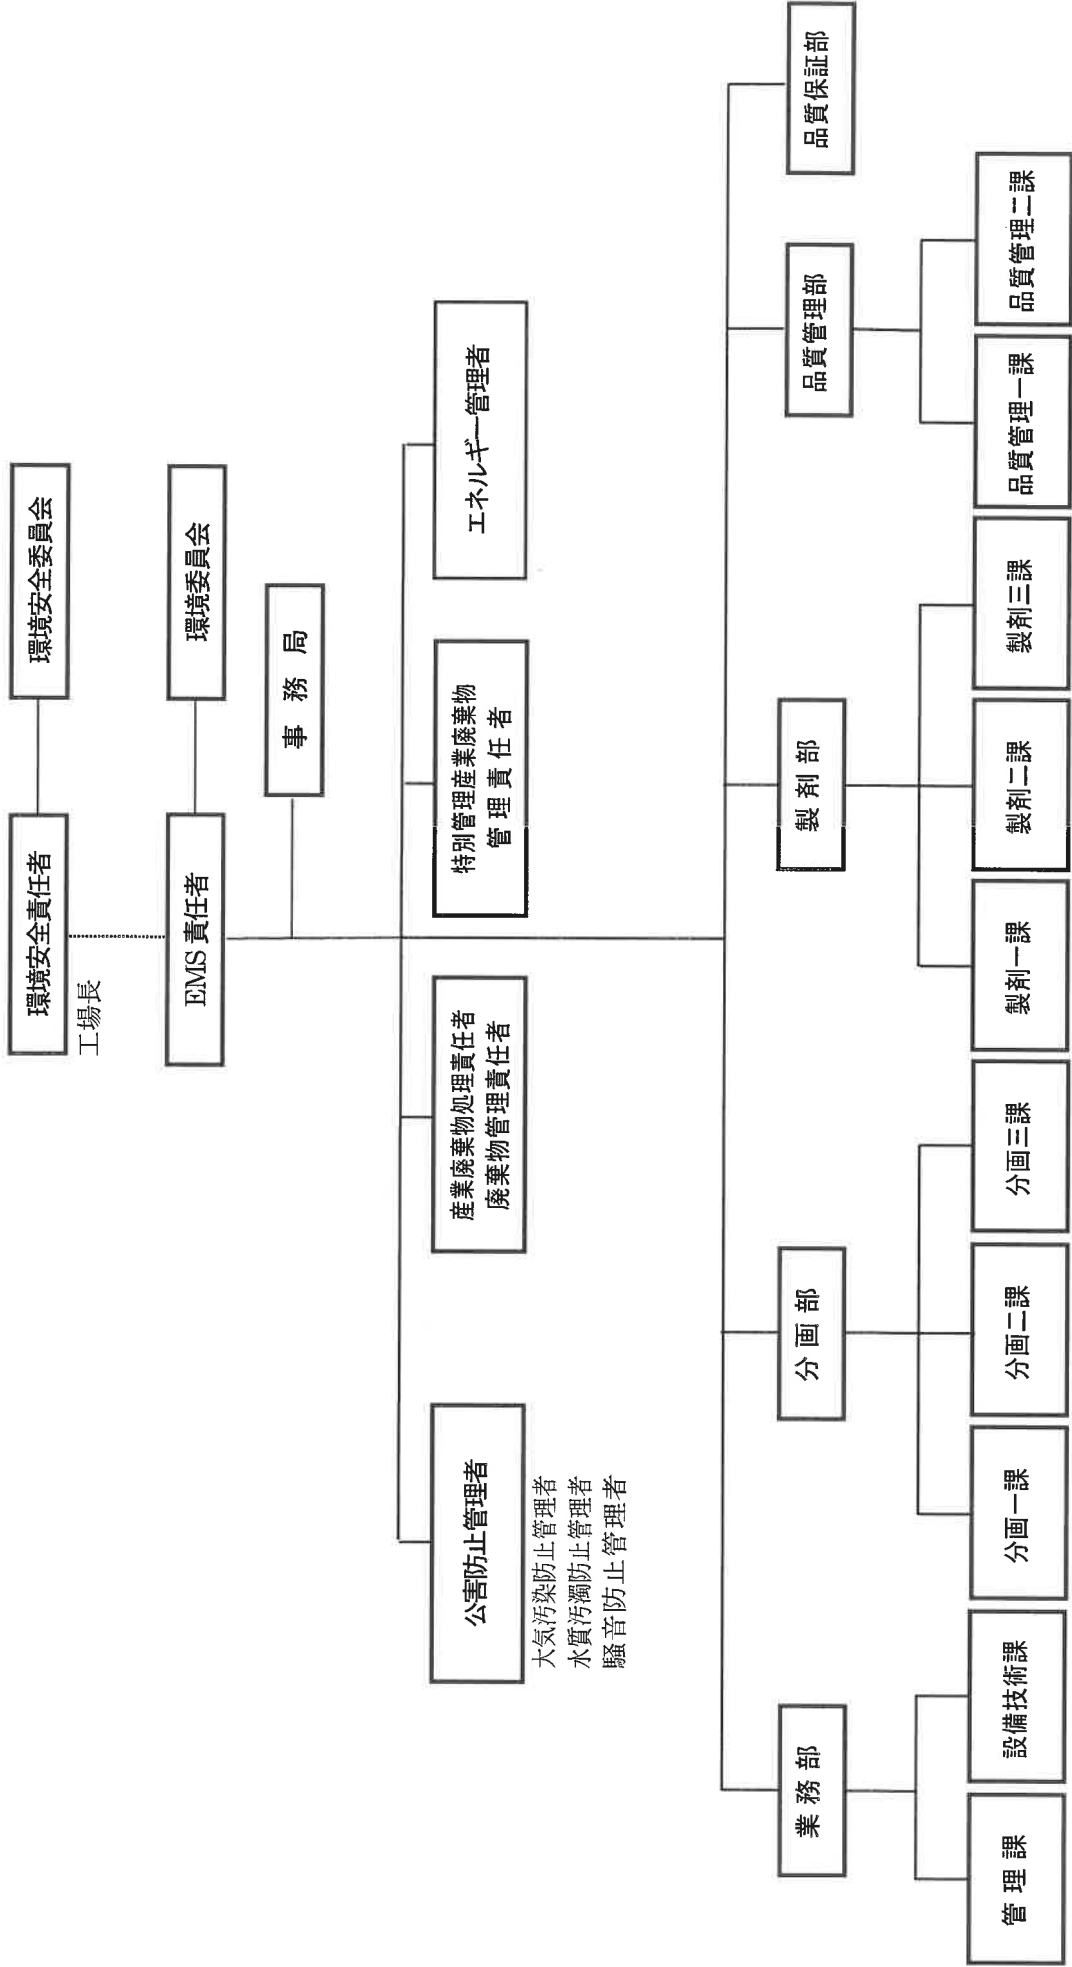 環境安全責任者
環境安全委員会
工場長
EMS 責任者
環境委員会
事 務 局
公害防止管理者
産業廃棄物処理責任者
廃棄物管理責任者
特別管理産業廃棄物
管 理 責 任 者
エネルギー管理者
大気汚染防止管理者
水質汚濁防止管理者
騒音防止管理者
業 務 部
分 画 部
製 剤 部
品質管理部
品質保証部
管 理 課
設備技術課
分画一課
分画二課
分画三課
製剤一課
製剤二課
製剤三課
品質管理一課
品質管理二課